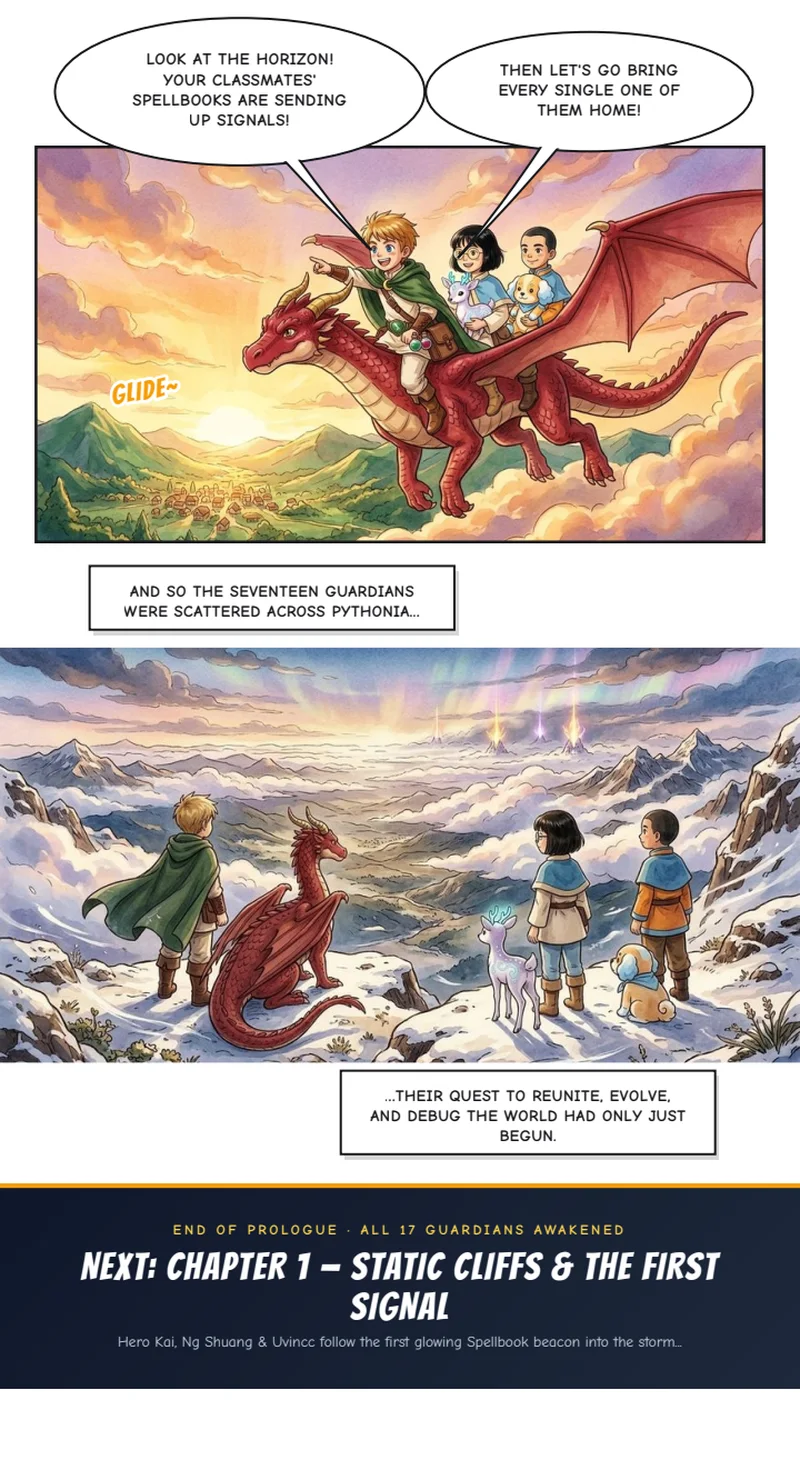 LOOK AT THE HORIZON!
YOUR CLASSMATES'
SPELLBOOKS ARE SENDING
UP SIGNALS!
THEN LET'S GO BRING
EVERY SINGLE ONE OF
THEM HOME!
GLIDE~
AND SO THE SEVENTEEN GUARDIANS
WERE SCATTERED ACROSS PYTHONIA...
...THEIR QUEST TO REUNITE, EVOLVE,
AND DEBUG THE WORLD HAD ONLY JUST
BEGUN.
END OF PROLOGUE · ALL 17 GUARDIANS AWAKENED
NEXT: CHAPTER 1 — STATIC CLIFFS & THE FIRST
SIGNAL
Hero Kai, Ng Shuang & Uvincc follow the first glowing Spellbook beacon into the storm...